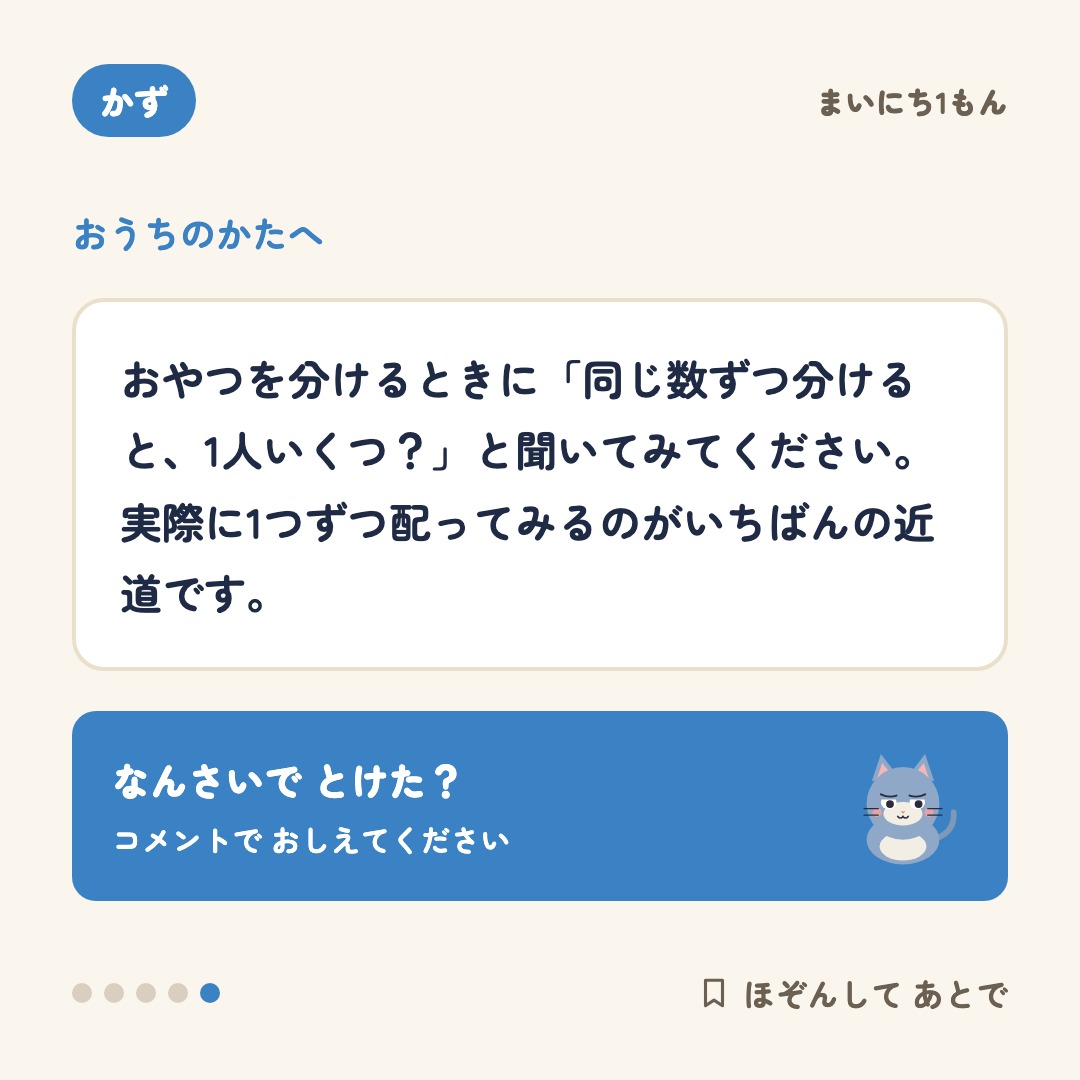 かず
まいにち1もん
おうちのかたへ
おやつを分けるときに「同じ数ずつ分ける
と、1人いくつ？」と聞いてみてください。
実際に1つずつ配ってみるのがいちばんの近
道です。
なんさいで とけた？
コメントで おしえてください
ほぞんして あとで